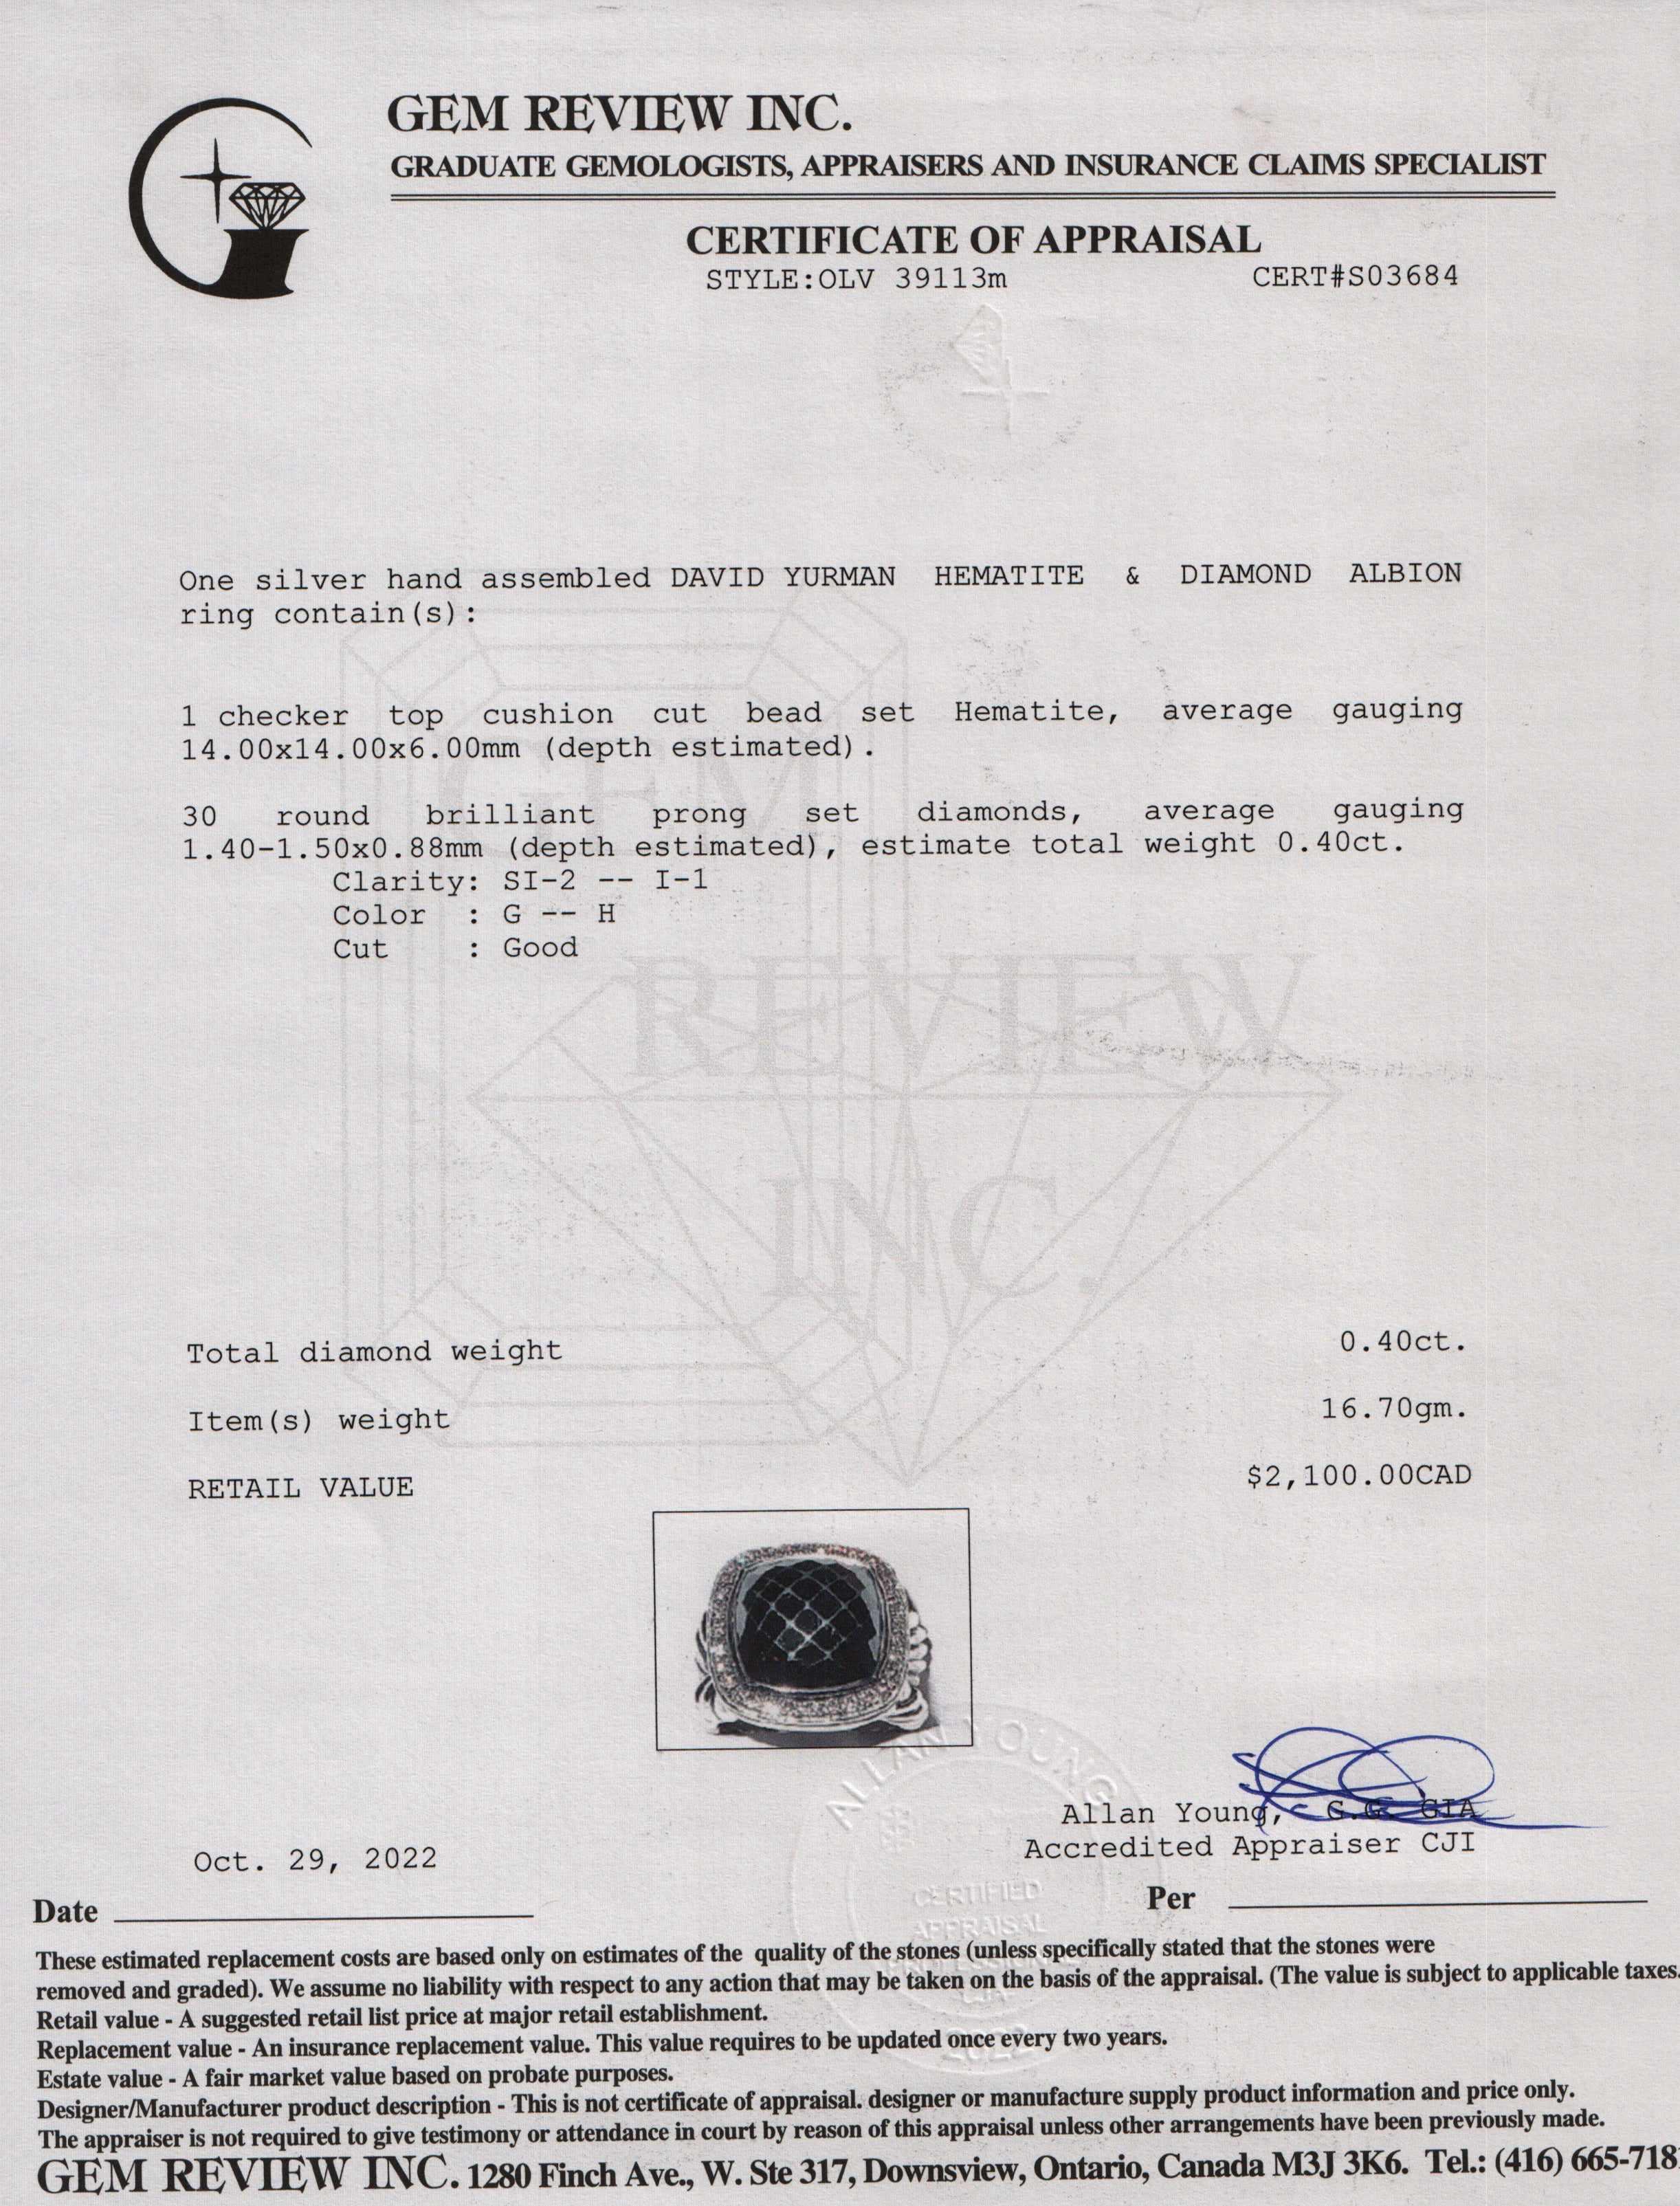 GEM REVIEW INC.
GRADUATE GEMOLOGISTS, APPRAISERS AND INSURANCE CLAIMS SPECIALIST
CERTIFICATE OF APPRAISAL
STYLE:OLV 39113m CERT#S03684
One silver hand assembled DAVID YURMAN HEMATITE & DIAMOND ALBION
ring contain(s):
1 checker top cushion cut bead set Hematite, average gauging
14.00x14.00x6.00mm (depth estimated).
30 round brilliant prong set diamonds, average gauging
1.40-1.50x0.88mm (depth estimated), estimate total weight 0.40ct.
Clarity: SI-2 -- I-1
Color : G -- H
Cut : Good
GEM
REVIEW
INC.
Total diamond weight 0.40ct.
Item(s) weight 16.70gm.
RETAIL VALUE $2,100.00CAD
ALLAN YOUNG
CERTIFIED
APPRAISAL
2022
Allan Young, G.G. GIA
Accredited Appraiser CJI
Oct. 29, 2022
Date Per
These estimated replacement costs are based only on estimates of the quality of the stones (unless specifically stated that the stones were
removed and graded). We assume no liability with respect to any action that may be taken on the basis of the appraisal. (The value is subject to applicable taxes.
Retail value - A suggested retail list price at major retail establishment.
Replacement value - An insurance replacement value. This value requires to be updated once every two years.
Estate value - A fair market value based on probate purposes.
Designer/Manufacturer product description - This is not certificate of appraisal. designer or manufacture supply product information and price only.
The appraiser is not required to give testimony or attendance in court by reason of this appraisal unless other arrangements have been previously made.
GEM REVIEW INC. 1280 Finch Ave., W. Ste 317, Downsview, Ontario, Canada M3J 3K6. Tel.: (416) 665-718